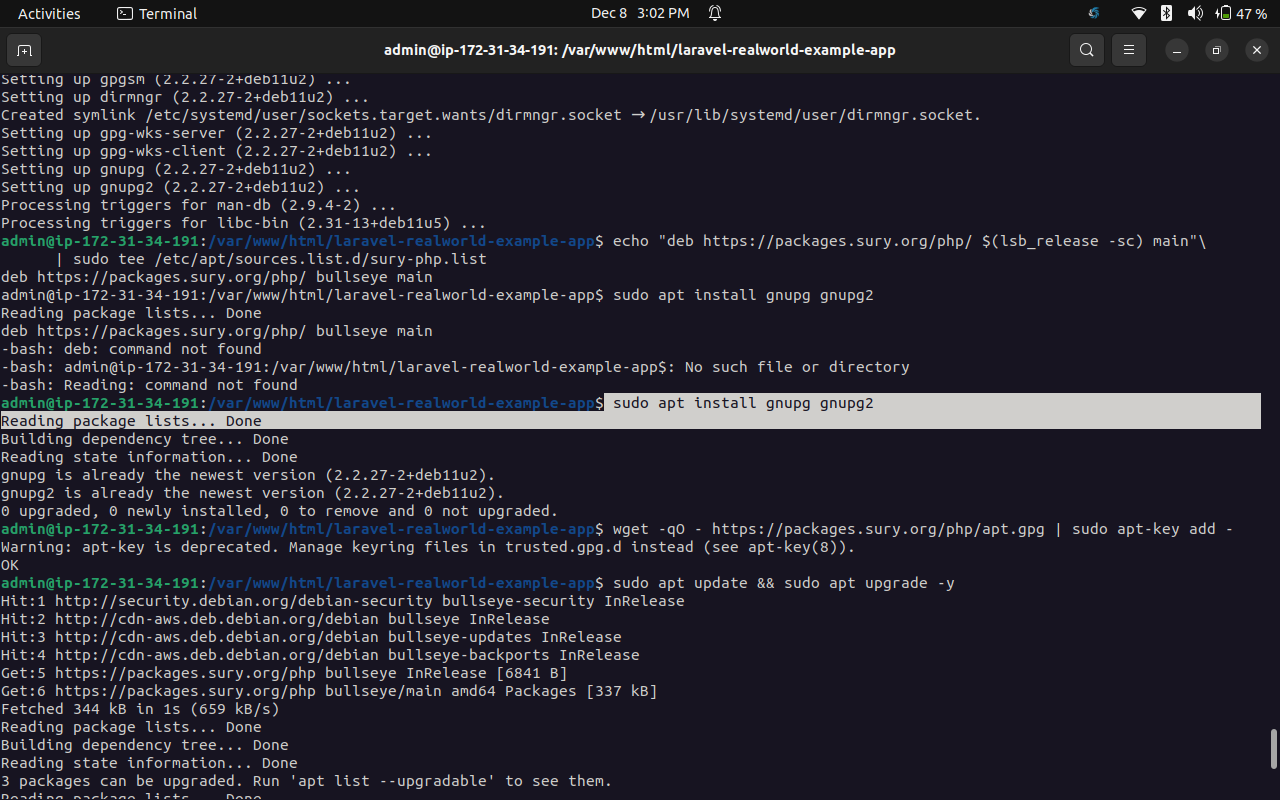 Activities
Terminal
Dec 8 3:02 PM
47 %
admin@ip-172-31-34-191: /var/www/html/laravel-realworld-example-app
Setting up gpgsm (2.2.27-2+deb11u2) ...
Setting up dirmngr (2.2.27-2+deb11u2) ...
Created symlink /etc/systemd/user/sockets.target.wants/dirmngr.socket → /usr/lib/systemd/user/dirmngr.socket.
Setting up gpg-wks-server (2.2.27-2+deb11u2) ...
Setting up gpg-wks-client (2.2.27-2+deb11u2) ...
Setting up gnupg (2.2.27-2+deb11u2) ...
Setting up gnupg2 (2.2.27-2+deb11u2) ...
Processing triggers for man-db (2.9.4-2) ...
Processing triggers for libc-bin (2.31-13+deb11u5) ...
admin@ip-172-31-34-191:/var/www/html/laravel-realworld-example-app$ echo "deb https://packages.sury.org/php/ $(lsb_release -sc) main"\
| sudo tee /etc/apt/sources.list.d/sury-php.list
deb https://packages.sury.org/php/ bullseye main
admin@ip-172-31-34-191:/var/www/html/laravel-realworld-example-app$ sudo apt install gnupg gnupg2
Reading package lists... Done
deb https://packages.sury.org/php/ bullseye main
-bash: deb: command not found
-bash: admin@ip-172-31-34-191:/var/www/html/laravel-realworld-example-app$: No such file or directory
-bash: Reading: command not found
admin@ip-172-31-34-191:/var/www/html/laravel-realworld-example-app$ sudo apt install gnupg gnupg2
Reading package lists... Done
Building dependency tree... Done
Reading state information... Done
gnupg is already the newest version (2.2.27-2+deb11u2).
gnupg2 is already the newest version (2.2.27-2+deb11u2).
0 upgraded, 0 newly installed, 0 to remove and 0 not upgraded.
admin@ip-172-31-34-191:/var/www/html/laravel-realworld-example-app$ wget -qO - https://packages.sury.org/php/apt.gpg | sudo apt-key add -
Warning: apt-key is deprecated. Manage keyring files in trusted.gpg.d instead (see apt-key(8)).
OK
admin@ip-172-31-34-191:/var/www/html/laravel-realworld-example-app$ sudo apt update && sudo apt upgrade -y
Hit:1 http://security.debian.org/debian-security bullseye-security InRelease
Hit:2 http://cdn-aws.deb.debian.org/debian bullseye InRelease
Hit:3 http://cdn-aws.deb.debian.org/debian bullseye-updates InRelease
Hit:4 http://cdn-aws.deb.debian.org/debian bullseye-backports InRelease
Get:5 https://packages.sury.org/php bullseye InRelease [6841 B]
Get:6 https://packages.sury.org/php bullseye/main amd64 Packages [337 kB]
Fetched 344 kB in 1s (659 kB/s)
Reading package lists... Done
Building dependency tree... Done
Reading state information... Done
3 packages can be upgraded. Run 'apt list --upgradable' to see them.
Reading package lists... Done